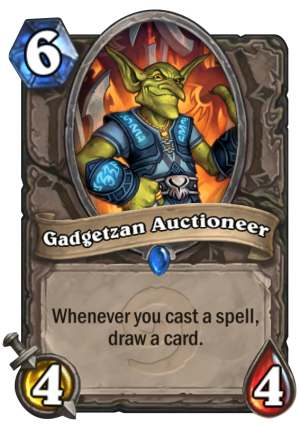 6
Gadgetzan Auctioneer
Whenever you cast a spell,
draw a card.
4
4